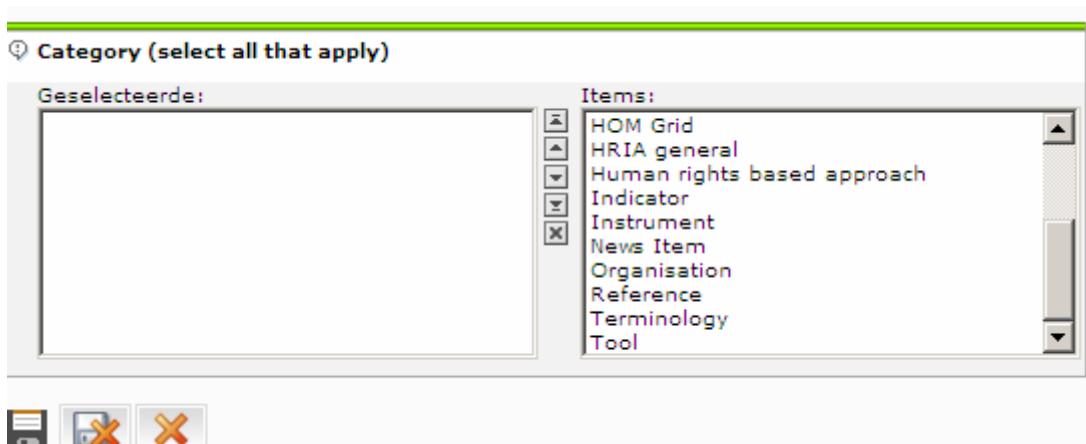 Category (select all that apply)
Geselecteerde:
Items:
HOM Grid
HRIA general
Human rights based approach
Indicator
Instrument
News Item
Organisation
Reference
Terminology
Tool